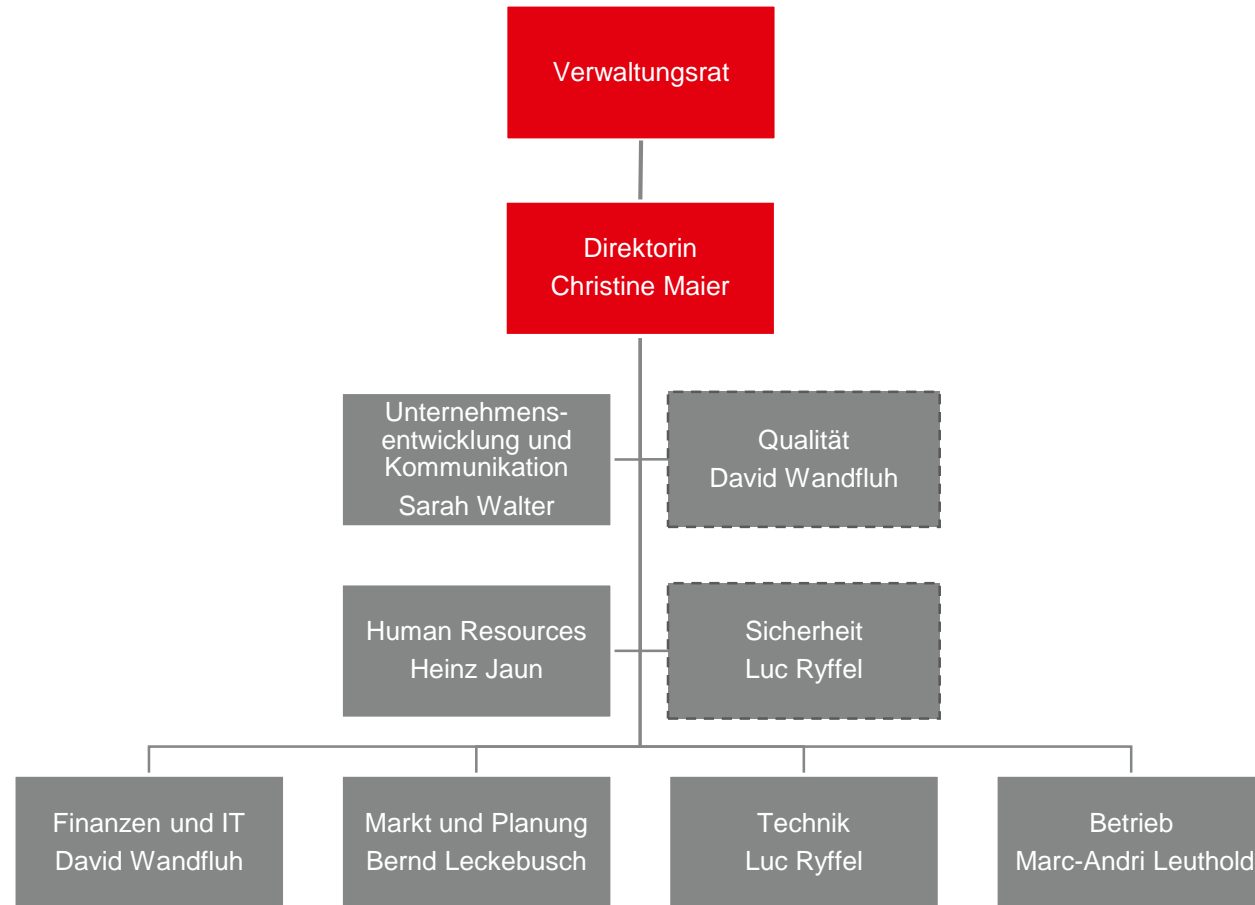 Verwaltungsrat
Direktorin
Christine Maier
Unternehmens-
entwicklung und
Kommunikation
Sarah Walter
Qualität
David Wandfluh
Human Resources
Heinz Jaun
Sicherheit
Luc Ryffel
Finanzen und IT
David Wandfluh
Markt und Planung
Bernd Leckebusch
Technik
Luc Ryffel
Betrieb
Marc-Andri Leuthold